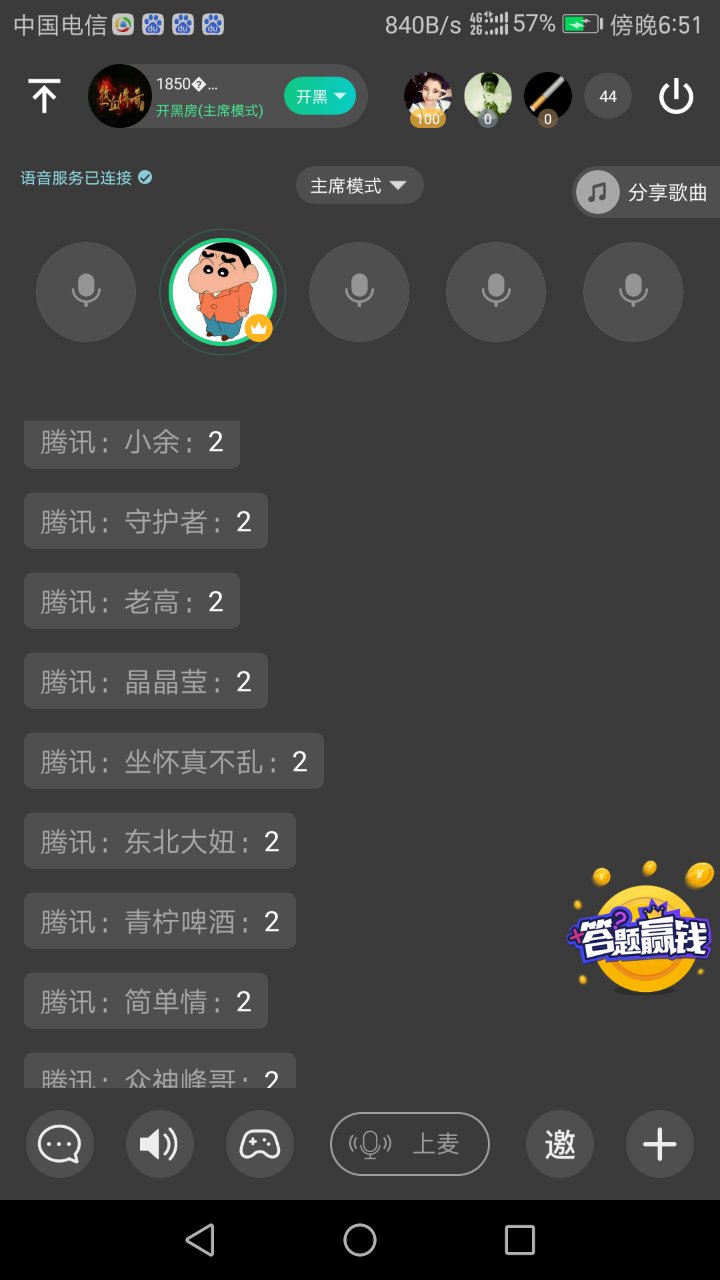 中国电信 840B/s 4G 2G 57% 傍晚6:51
1850�...
开黑房(主席模式)
开黑
100
0
0
44
语音服务已连接
主席模式
分享歌曲
腾讯：小余：2
腾讯：守护者：2
腾讯：老高：2
腾讯：晶晶莹：2
腾讯：坐怀真不乱：2
腾讯：东北大妞：2
腾讯：青柠啤酒：2
答题赢钱
腾讯：简单情：2
腾讯：众神峰哥：2
上麦
邀